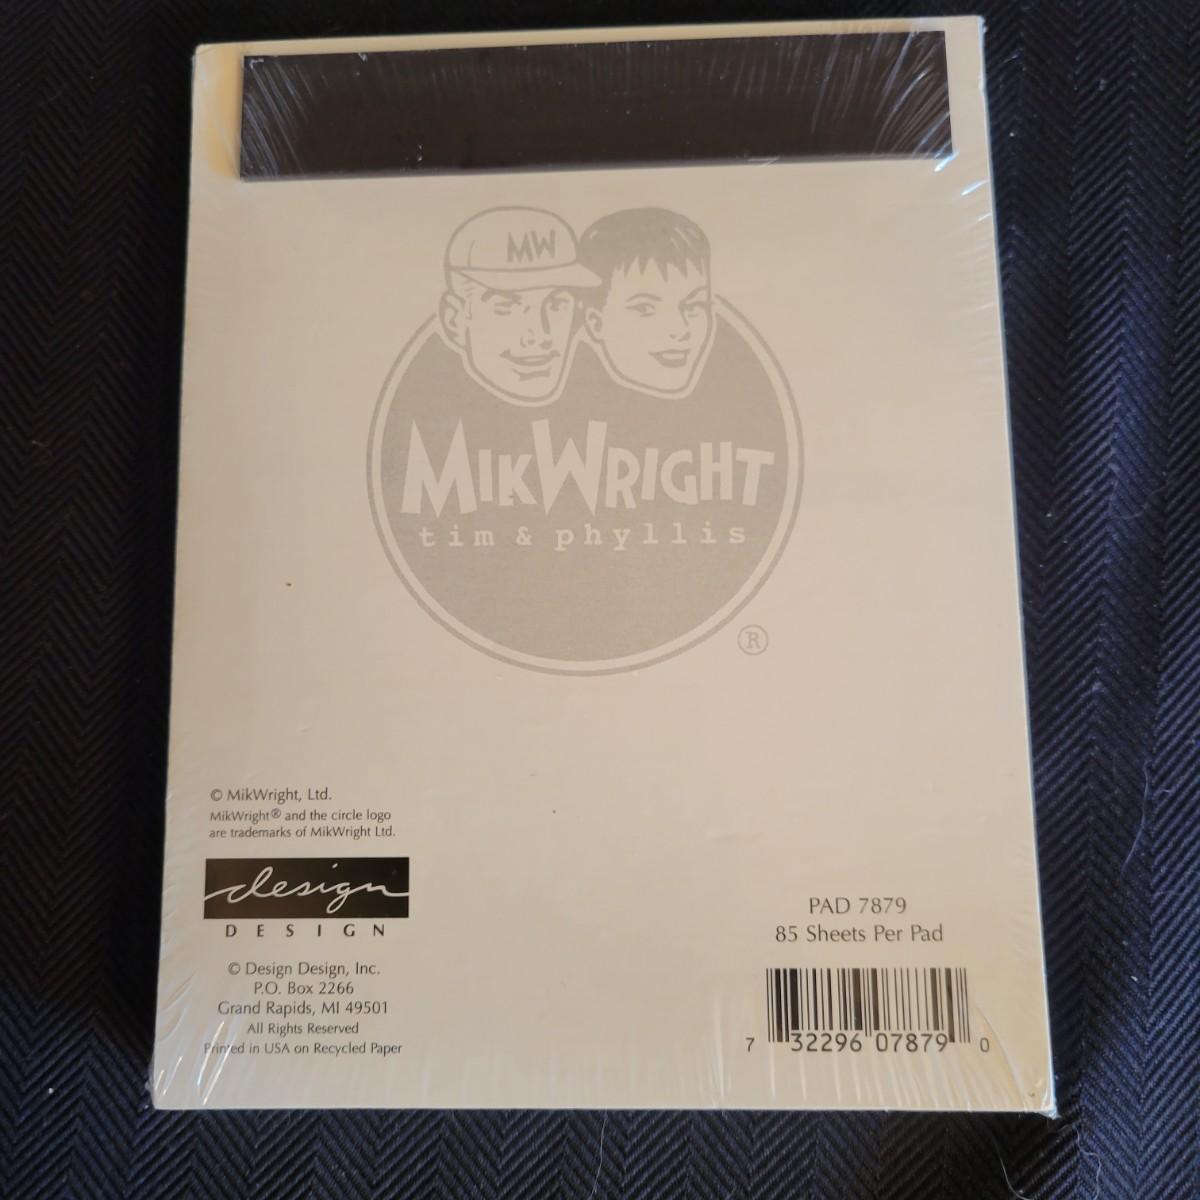 MW
MIKWRIGHT
tim & phyllis
®
© MikWright, Ltd.
MikWright® and the circle logo
are trademarks of MikWright Ltd.
design
DESIGN
© Design Design, Inc.
P.O. Box 2266
Grand Rapids, MI 49501
All Rights Reserved
Printed in USA on Recycled Paper
PAD 7879
85 Sheets Per Pad
7 32296 07879 0